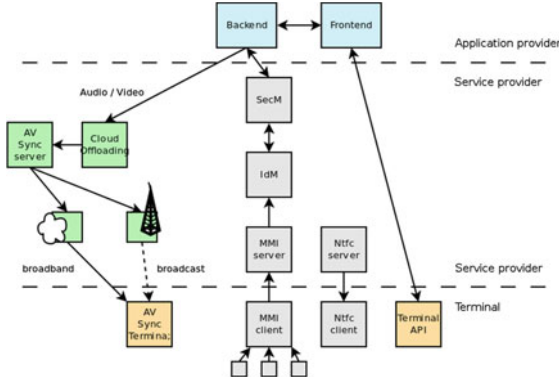 Backend
Frontend
Application provider
Service provider
Audio / Video
SecM
AV
Sync
server
Cloud
Offloading
IdM
MMI
server
Ntfc
server
broadband
broadcast
Service provider
Terminal
AV
Sync
Termina;
MMI
client
Ntfc
client
Terminal
API